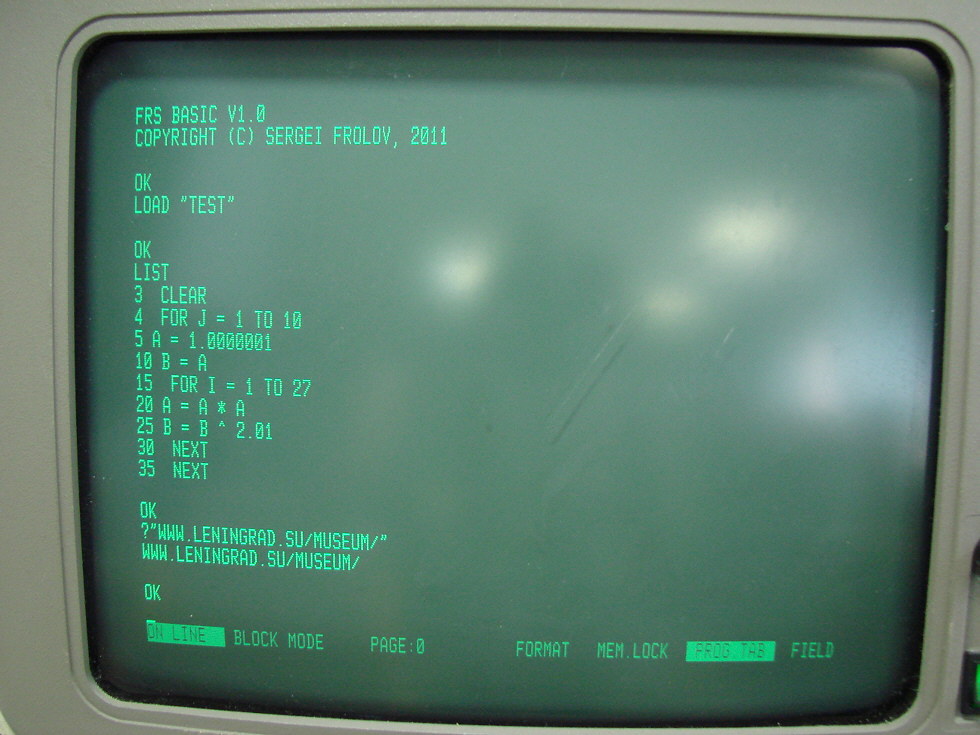 FRS BASIC V1.0
COPYRIGHT (C) SERGEI FROLOV, 2011
OK
LOAD "TEST"
OK
LIST
3  CLEAR
4  FOR J = 1 TO 10
5 A = 1.0000001
10 B = A
15  FOR I = 1 TO 27
20 A = A * A
25 B = B ^ 2.01
30  NEXT
35  NEXT
OK
?"WWW.LENINGRAD.SU/MUSEUM/"
WWW.LENINGRAD.SU/MUSEUM/
OK
ON LINE BLOCK MODE PAGE:0 FORMAT MEM.LOCK PROG.TAB FIELD